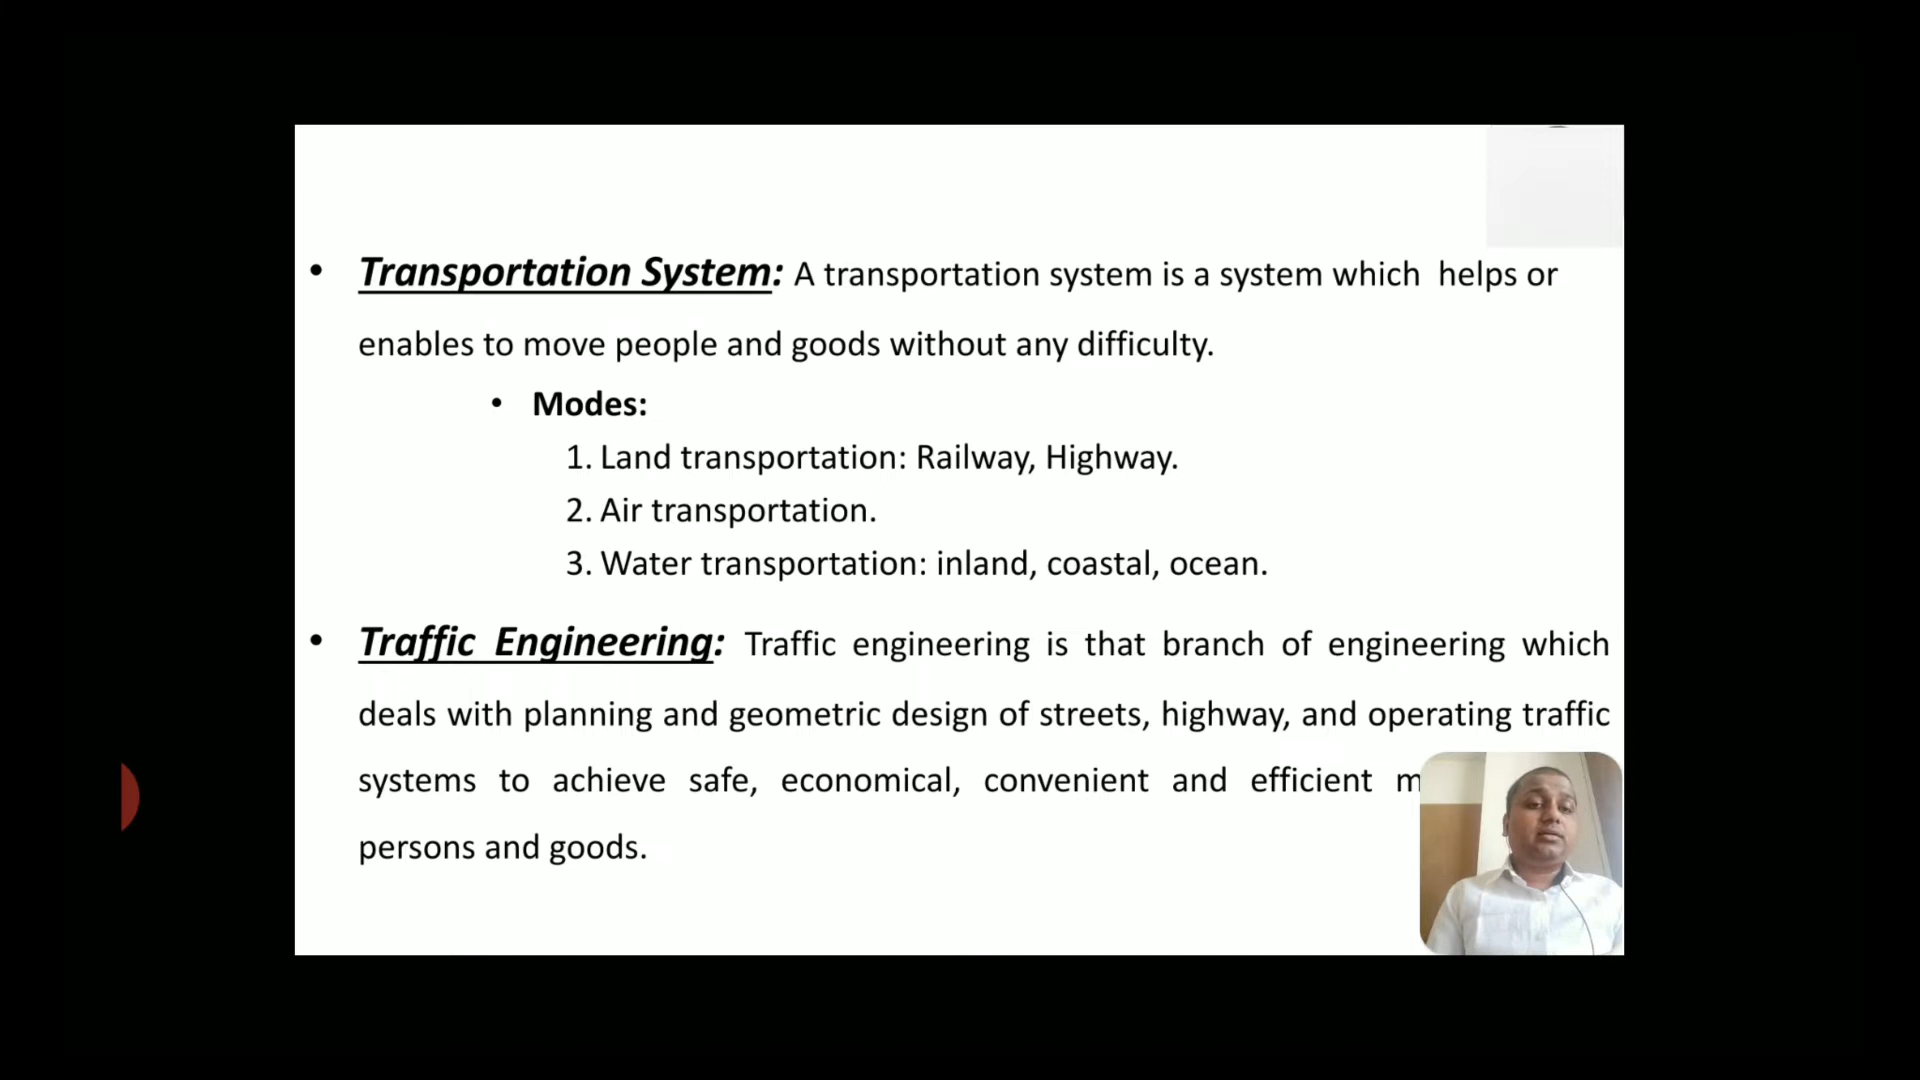 • Transportation System: A transportation system is a system which helps or
enables to move people and goods without any difficulty.
• Modes:
1. Land transportation: Railway, Highway.
2. Air transportation.
3. Water transportation: inland, coastal, ocean.
• Traffic Engineering: Traffic engineering is that branch of engineering which
deals with planning and geometric design of streets, highway, and operating traffic
systems to achieve safe, economical, convenient and efficient
persons and goods.